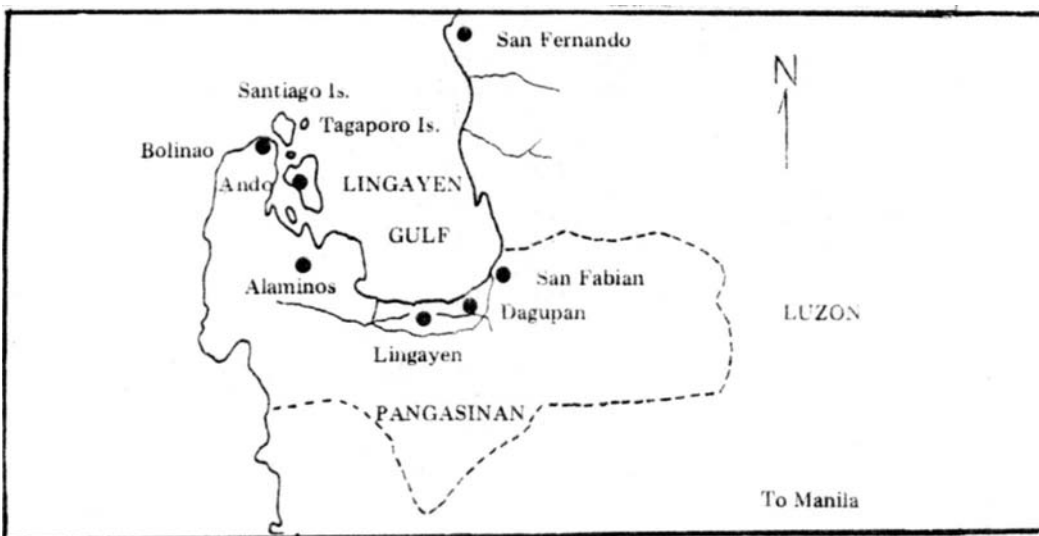 San Fernando
N
Santiago Is.
Tagaporo Is.
Bolinao
Ando
LINGAYEN
GULF
San Fabian
Alaminos
Dagupan
LUZON
Lingayen
PANGASINAN
To Manila